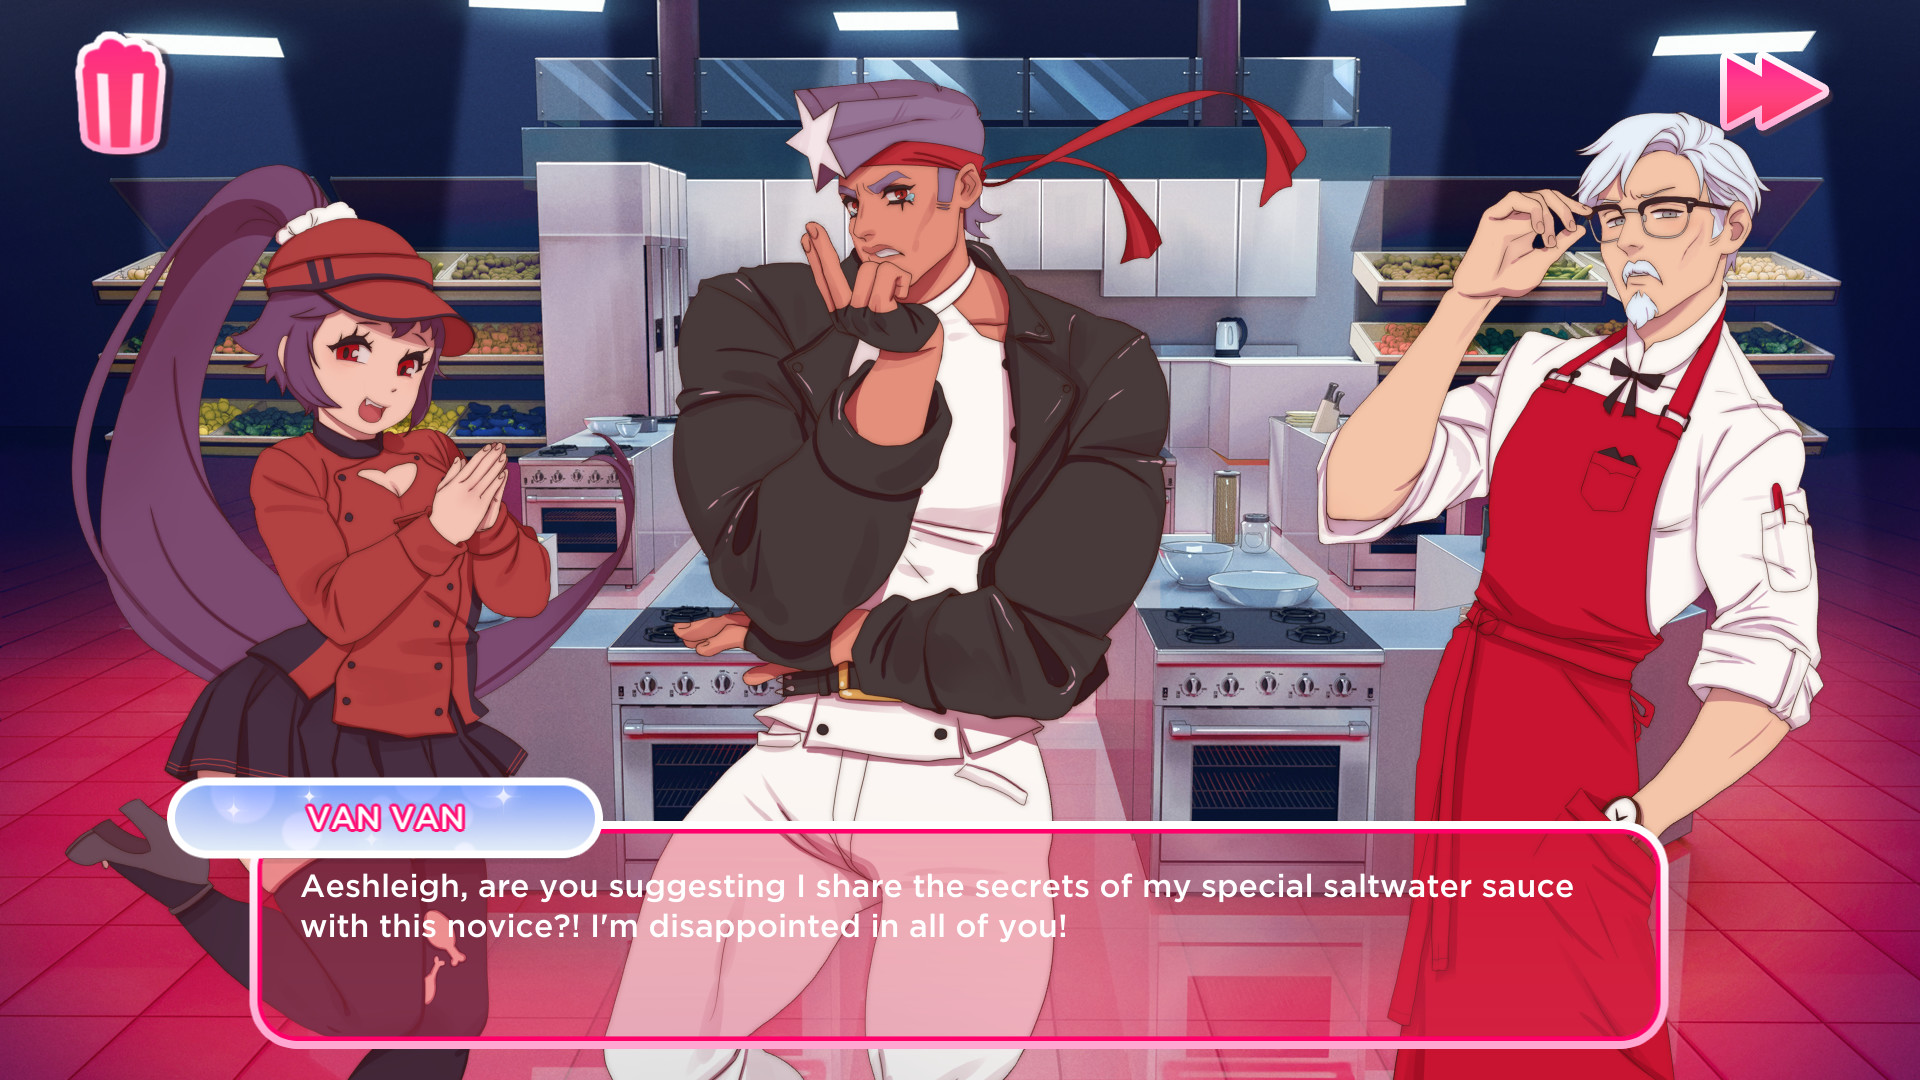 VAN VAN
Aeshleigh, are you suggesting I share the secrets of my special saltwater sauce
with this novice?! I'm disappointed in all of you!